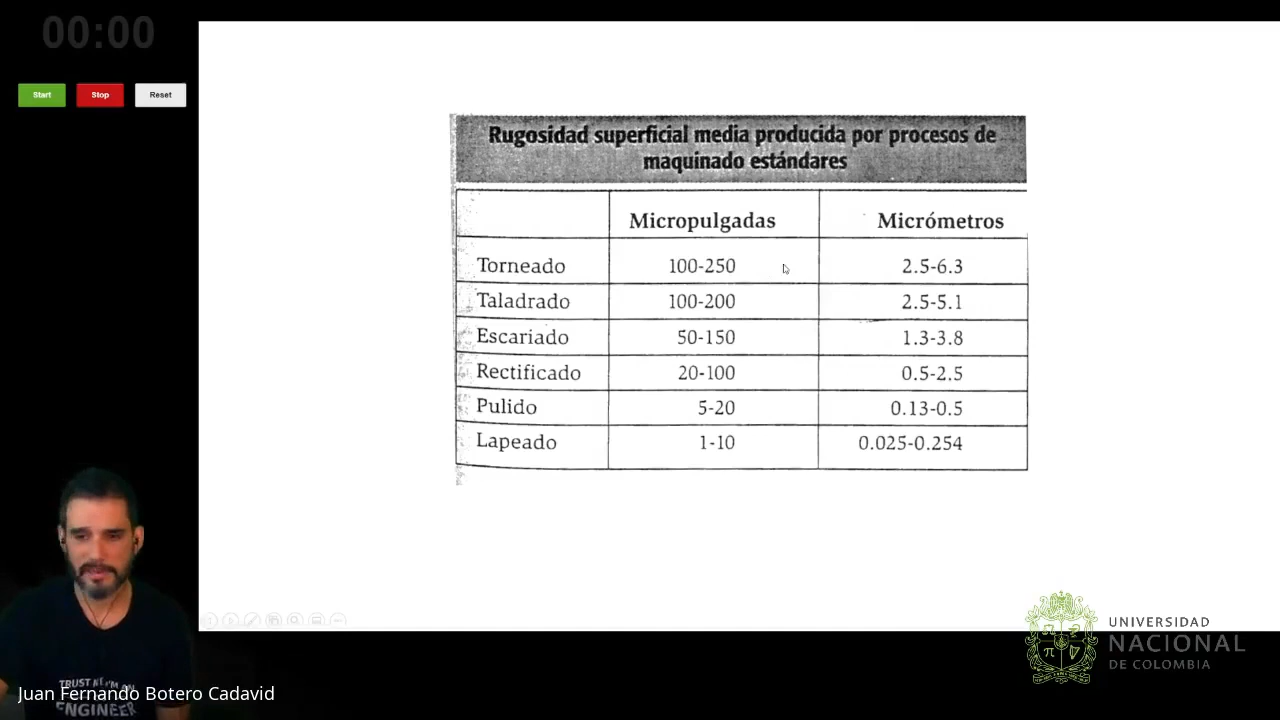 00:00
Start Stop Reset
Rugosidad superficial media producida por procesos de
maquinado estándares
Micropulgadas Micrómetros
Torneado 100-250 2.5-6.3
Taladrado 100-200 2.5-5.1
Escariado 50-150 1.3-3.8
Rectificado 20-100 0.5-2.5
Pulido 5-20 0.13-0.5
Lapeado 1-10 0.025-0.254
UNIVERSIDAD
NACIONAL
DE COLOMBIA
TRUST ME I'M AN
ENGINEER
Juan Fernando Botero Cadavid